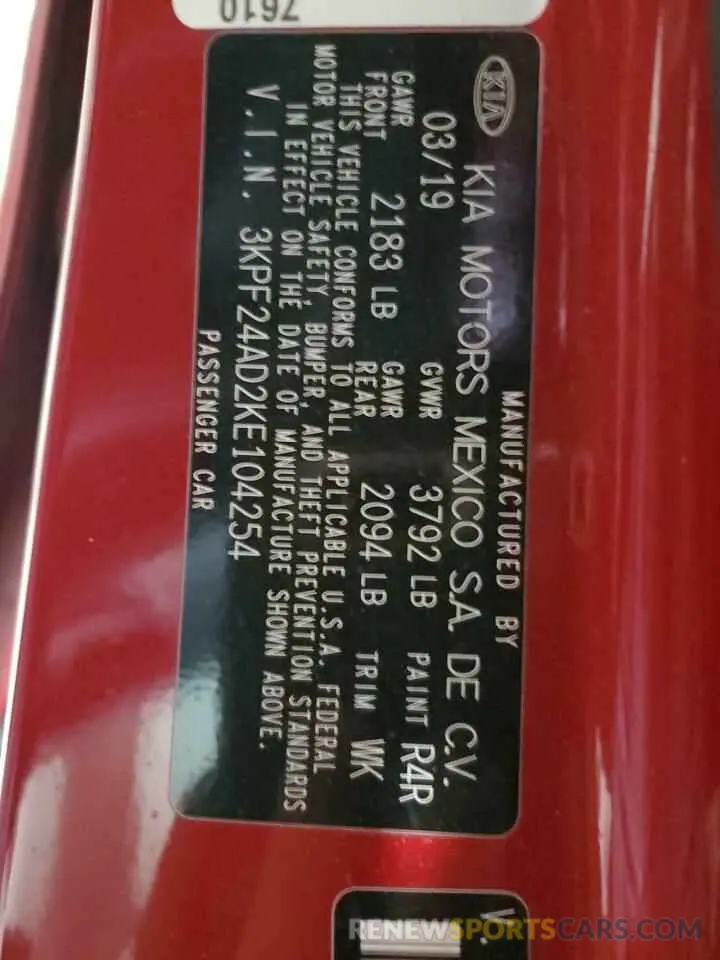 7610
MANUFACTURED BY
KIA KIA MOTORS MEXICO S.A. DE C.V.
03/19 GVWR 3792 LB PAINT R4R
GAWR FRONT 2183 LB GAWR REAR 2094 LB TRIM WK
THIS VEHICLE CONFORMS TO ALL APPLICABLE U.S.A. FEDERAL
MOTOR VEHICLE SAFETY, BUMPER, AND THEFT PREVENTION STANDARDS
IN EFFECT ON THE DATE OF MANUFACTURE SHOWN ABOVE.
V.I.N. 3KPF24AD2KE104254
PASSENGER CAR
V.
RENEWSPORTSCARS.COM